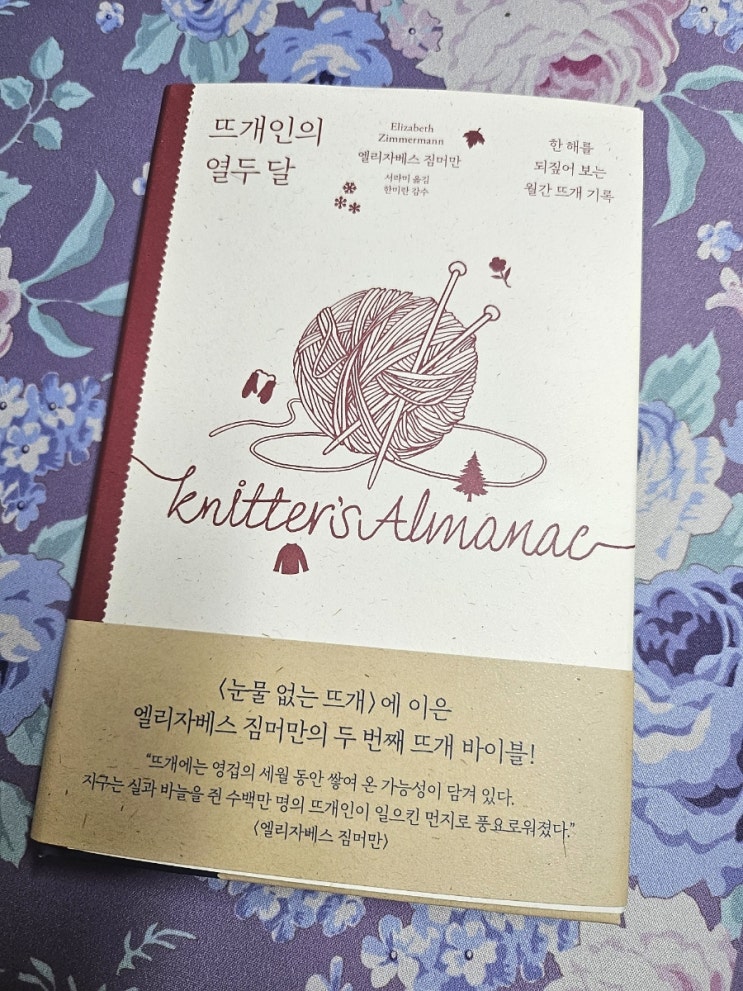 뜨개인의
열두 달
Elizabeth
Zimmermann
엘리자베스 짐머만
서라미 옮김
한미란 감수
한 해를
되짚어 보는
월간 뜨개 기록
knitter's Almanac
〈눈물 없는 뜨개〉에 이은
엘리자베스 짐머만의 두 번째 뜨개 바이블!
“뜨개에는 영겁의 세월 동안 쌓여 온 가능성이 담겨 있다.
지구는 실과 바늘을 쥔 수백만 명의 뜨개인이 일으킨 먼지로 풍요로워졌다.”
〈엘리자베스 짐머만〉